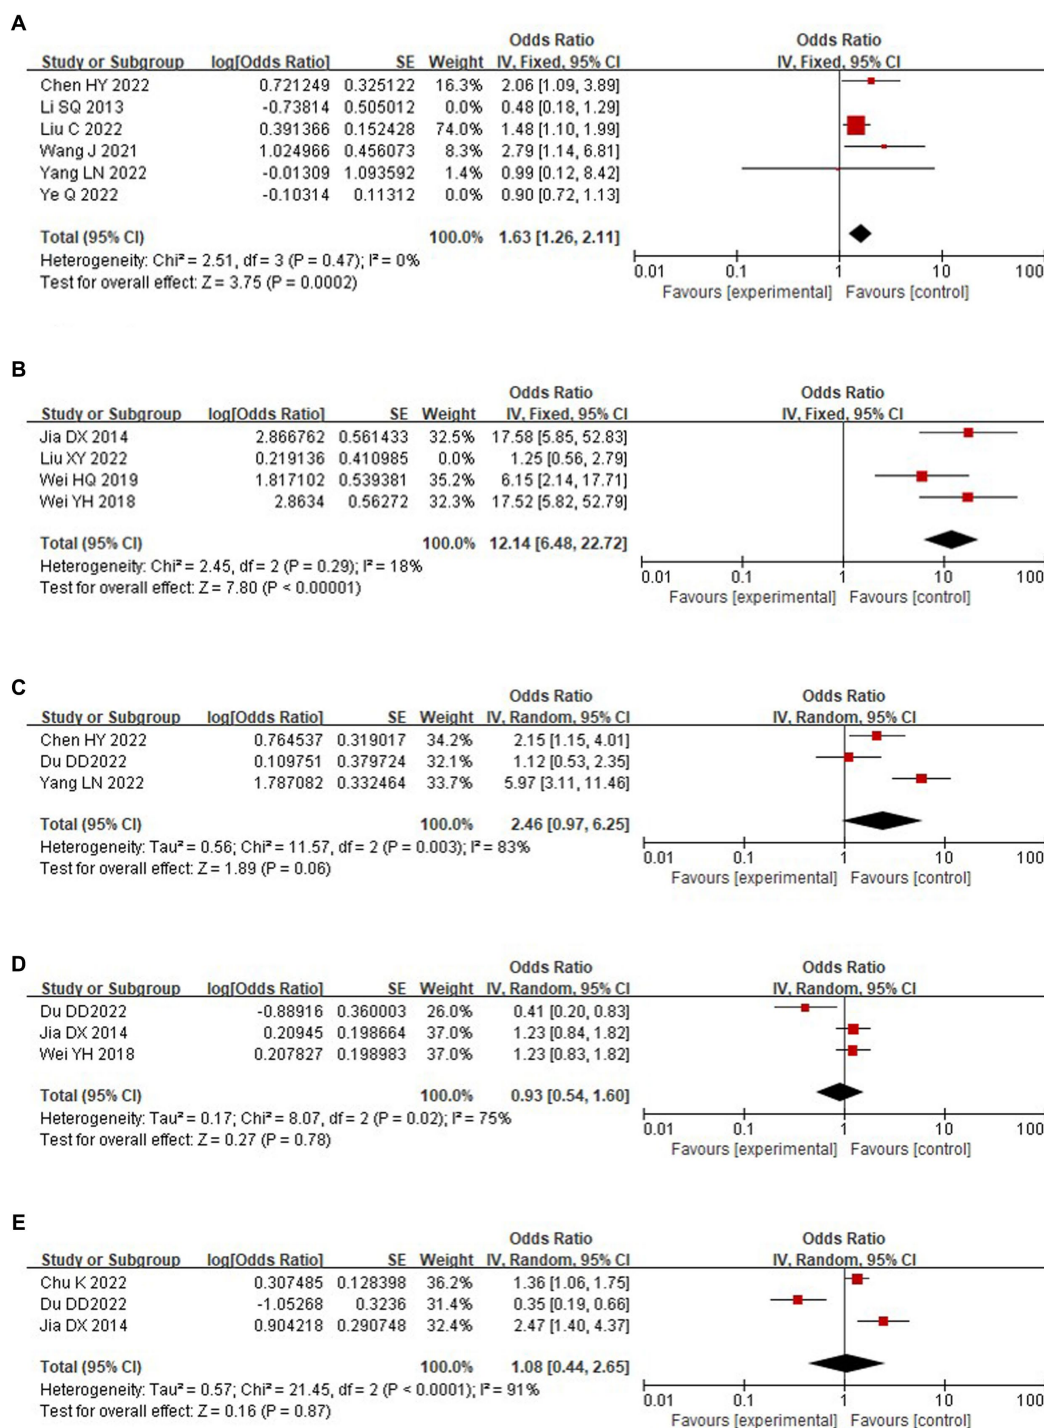 A
Odds Ratio Odds Ratio
Study or Subgroup log[Odds Ratio] SE Weight IV, Fixed, 95% CI IV, Fixed, 95% CI
Chen HY 2022 0.721249 0.325122 16.3% 2.06 [1.09, 3.89]
Li SQ 2013 -0.73814 0.505012 0.0% 0.48 [0.18, 1.29]
Liu C 2022 0.391366 0.152428 74.0% 1.48 [1.10, 1.99]
Wang J 2021 1.024966 0.456073 8.3% 2.79 [1.14, 6.81]
Yang LN 2022 -0.01309 1.093592 1.4% 0.99 [0.12, 8.42]
Ye Q 2022 -0.10314 0.11312 0.0% 0.90 [0.72, 1.13]
Total (95% CI) 100.0% 1.63 [1.26, 2.11]
Heterogeneity: Chi² = 2.51, df = 3 (P = 0.47); I² = 0%
Test for overall effect: Z = 3.75 (P = 0.0002)
0.01 0.1 1 10 100
Favours [experimental] Favours [control]
B
Odds Ratio Odds Ratio
Study or Subgroup log[Odds Ratio] SE Weight IV, Fixed, 95% CI IV, Fixed, 95% CI
Jia DX 2014 2.866762 0.561433 32.5% 17.58 [5.85, 52.83]
Liu XY 2022 0.219136 0.410985 0.0% 1.25 [0.56, 2.79]
Wei HQ 2019 1.817102 0.539381 35.2% 6.15 [2.14, 17.71]
Wei YH 2018 2.8634 0.56272 32.3% 17.52 [5.82, 52.79]
Total (95% CI) 100.0% 12.14 [6.48, 22.72]
Heterogeneity: Chi² = 2.45, df = 2 (P = 0.29); I² = 18%
Test for overall effect: Z = 7.80 (P < 0.00001)
0.01 0.1 1 10 100
Favours [experimental] Favours [control]
C
Odds Ratio Odds Ratio
Study or Subgroup log[Odds Ratio] SE Weight IV, Random, 95% CI IV, Random, 95% CI
Chen HY 2022 0.764537 0.319017 34.2% 2.15 [1.15, 4.01]
Du DD2022 0.109751 0.379724 32.1% 1.12 [0.53, 2.35]
Yang LN 2022 1.787082 0.332464 33.7% 5.97 [3.11, 11.46]
Total (95% CI) 100.0% 2.46 [0.97, 6.25]
Heterogeneity: Tau² = 0.56; Chi² = 11.57, df = 2 (P = 0.003); I² = 83%
Test for overall effect: Z = 1.89 (P = 0.06)
0.01 0.1 1 10 100
Favours [experimental] Favours [control]
D
Odds Ratio Odds Ratio
Study or Subgroup log[Odds Ratio] SE Weight IV, Random, 95% CI IV, Random, 95% CI
Du DD2022 -0.88916 0.360003 26.0% 0.41 [0.20, 0.83]
Jia DX 2014 0.20945 0.198664 37.0% 1.23 [0.84, 1.82]
Wei YH 2018 0.207827 0.198983 37.0% 1.23 [0.83, 1.82]
Total (95% CI) 100.0% 0.93 [0.54, 1.60]
Heterogeneity: Tau² = 0.17; Chi² = 8.07, df = 2 (P = 0.02); I² = 75%
Test for overall effect: Z = 0.27 (P = 0.78)
0.01 0.1 1 10 100
Favours [experimental] Favours [control]
E
Odds Ratio Odds Ratio
Study or Subgroup log[Odds Ratio] SE Weight IV, Random, 95% CI IV, Random, 95% CI
Chu K 2022 0.307485 0.128398 36.2% 1.36 [1.06, 1.75]
Du DD2022 -1.05268 0.3236 31.4% 0.35 [0.19, 0.66]
Jia DX 2014 0.904218 0.290748 32.4% 2.47 [1.40, 4.37]
Total (95% CI) 100.0% 1.08 [0.44, 2.65]
Heterogeneity: Tau² = 0.57; Chi² = 21.45, df = 2 (P < 0.0001); I² = 91%
Test for overall effect: Z = 0.16 (P = 0.87)
0.01 0.1 1 10 100
Favours [experimental] Favours [control]